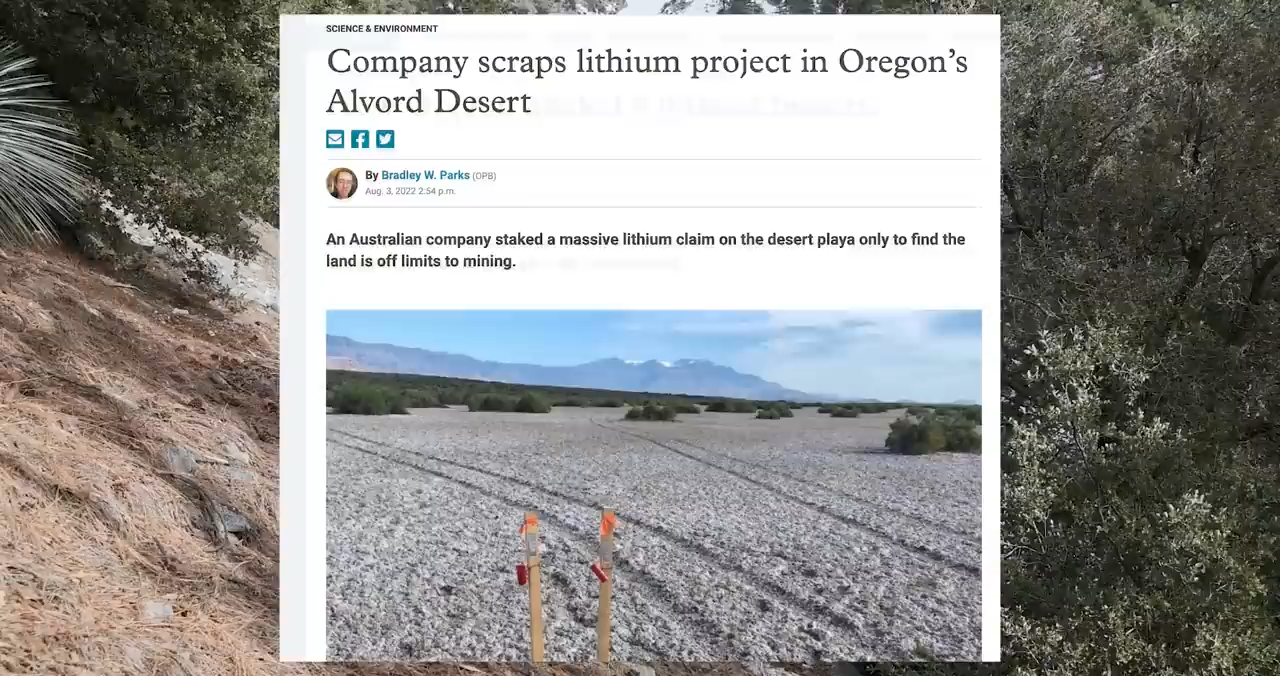 SCIENCE & ENVIRONMENT
Company scraps lithium project in Oregon’s
Alvord Desert
By Bradley W. Parks (OPB)
Aug. 3, 2022 2:54 p.m.
An Australian company staked a massive lithium claim on the desert playa only to find the
land is off limits to mining.